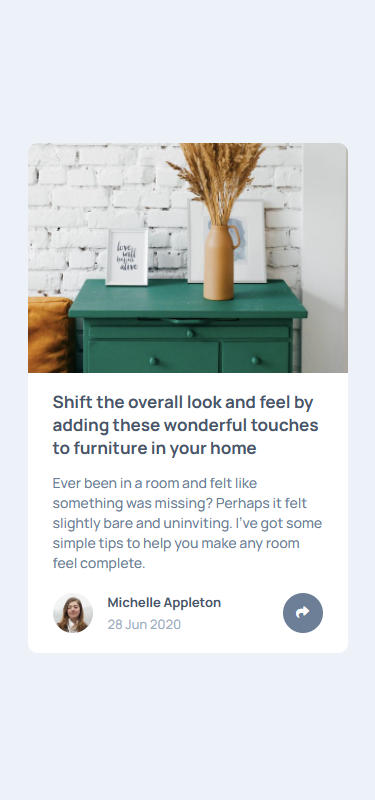 love
will
keep us
alive
Shift the overall look and feel by
adding these wonderful touches
to furniture in your home
Ever been in a room and felt like
something was missing? Perhaps it felt
slightly bare and uninviting. I’ve got some
simple tips to help you make any room
feel complete.
Michelle Appleton
28 Jun 2020